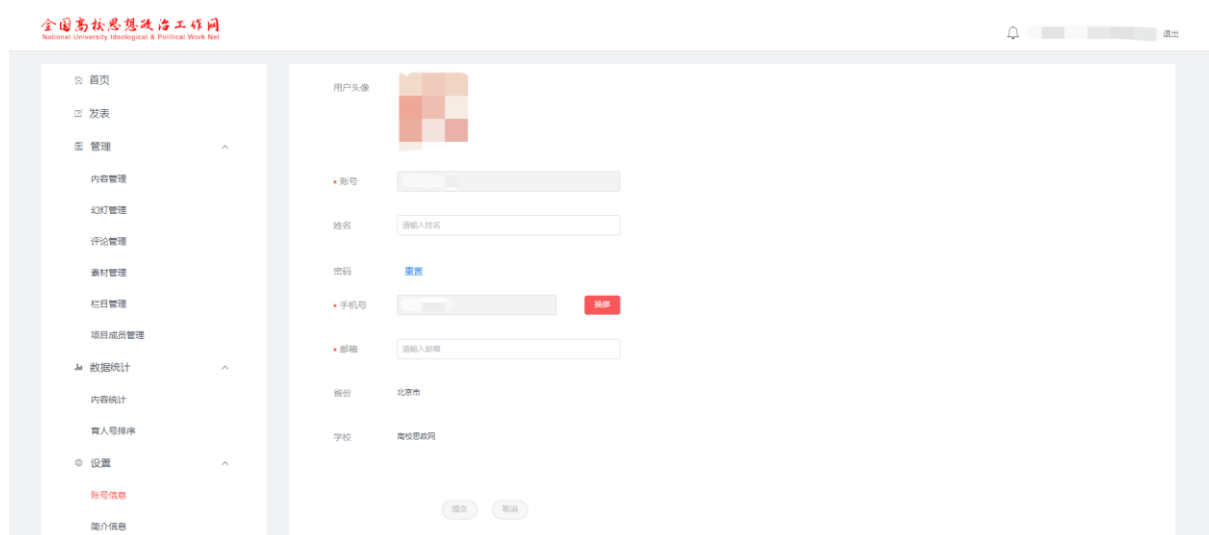 全国高校思想政治工作网
National University Ideological & Political Work Net
退出
首页
发表
管理
内容管理
幻灯管理
评论管理
素材管理
栏目管理
项目成员管理
数据统计
内容统计
育人号排序
设置
账号信息
简介信息
用户头像
* 账号
姓名 请输入姓名
密码 重置
* 手机号 换绑
* 邮箱 请输入邮箱
省份 北京市
学校 高校思政网
提交 取消